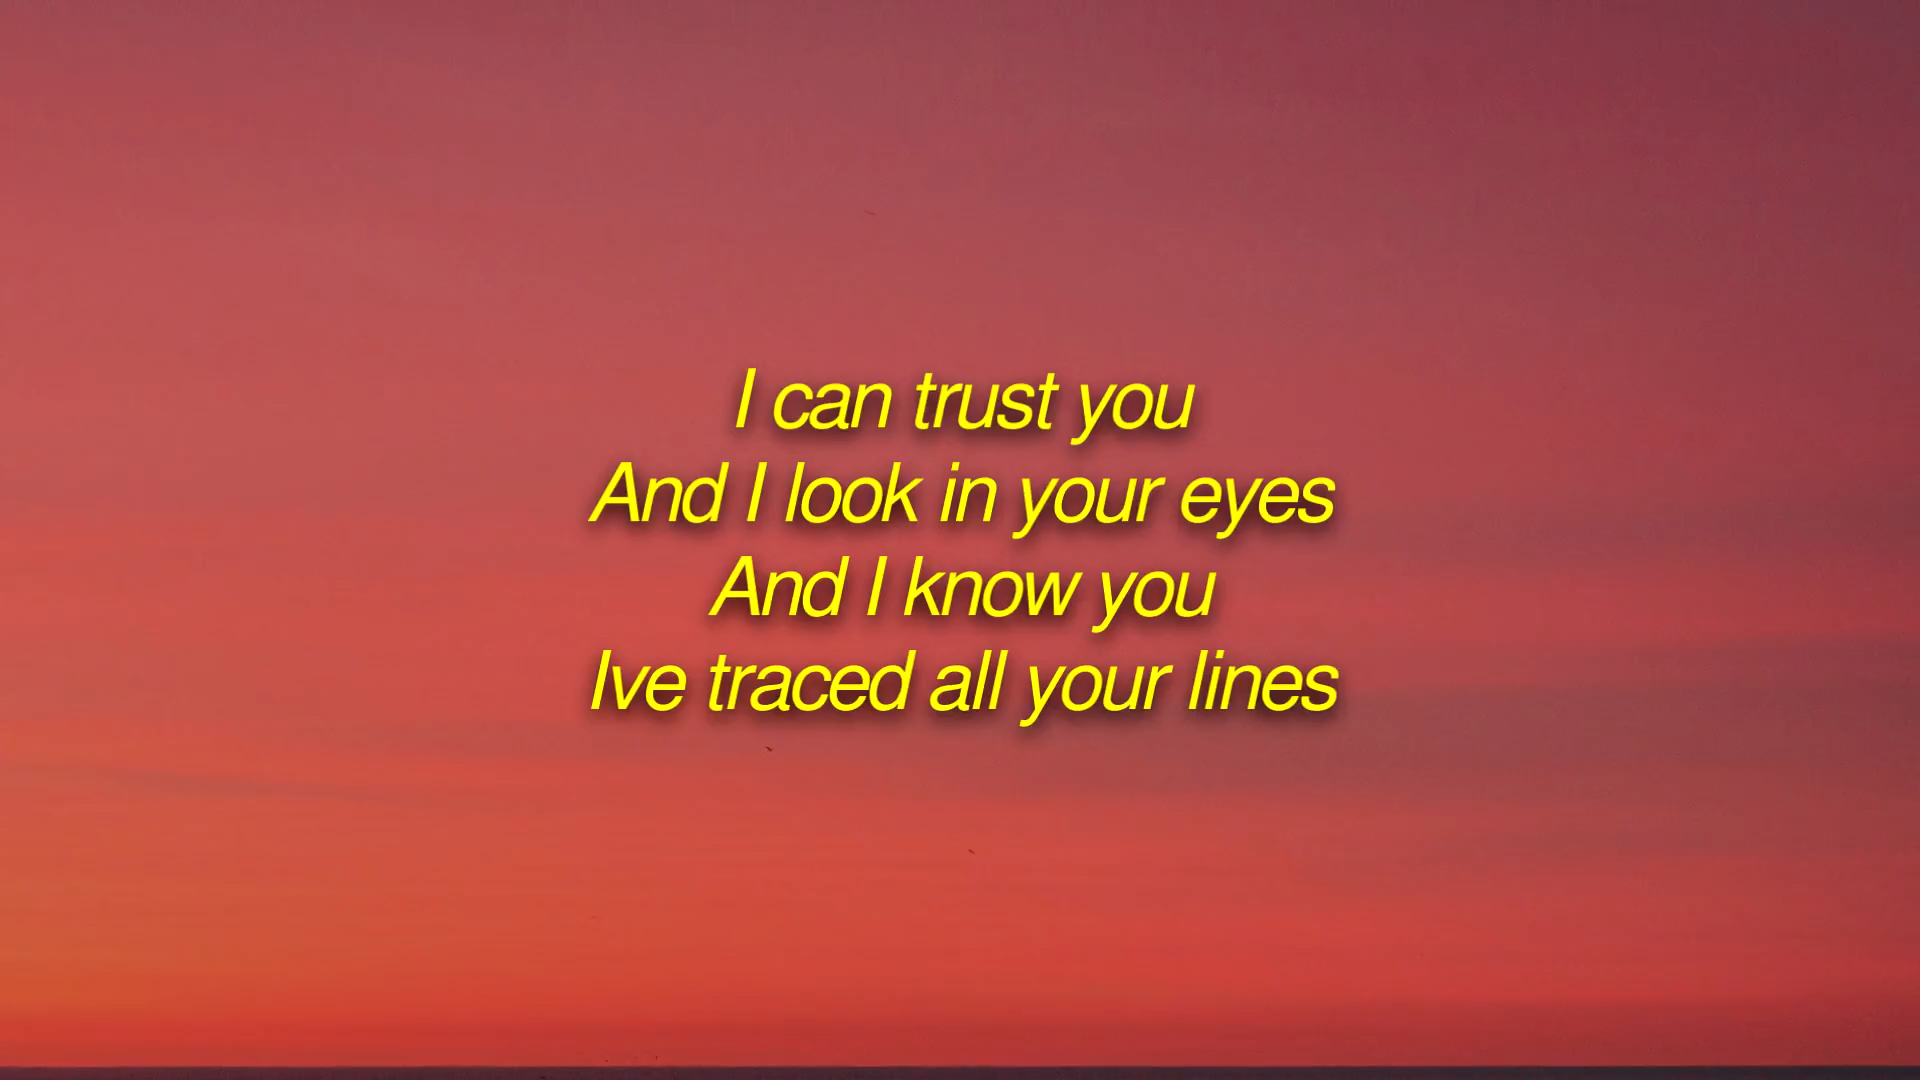 I can trust you
And I look in your eyes
And I know you
Ive traced all your lines